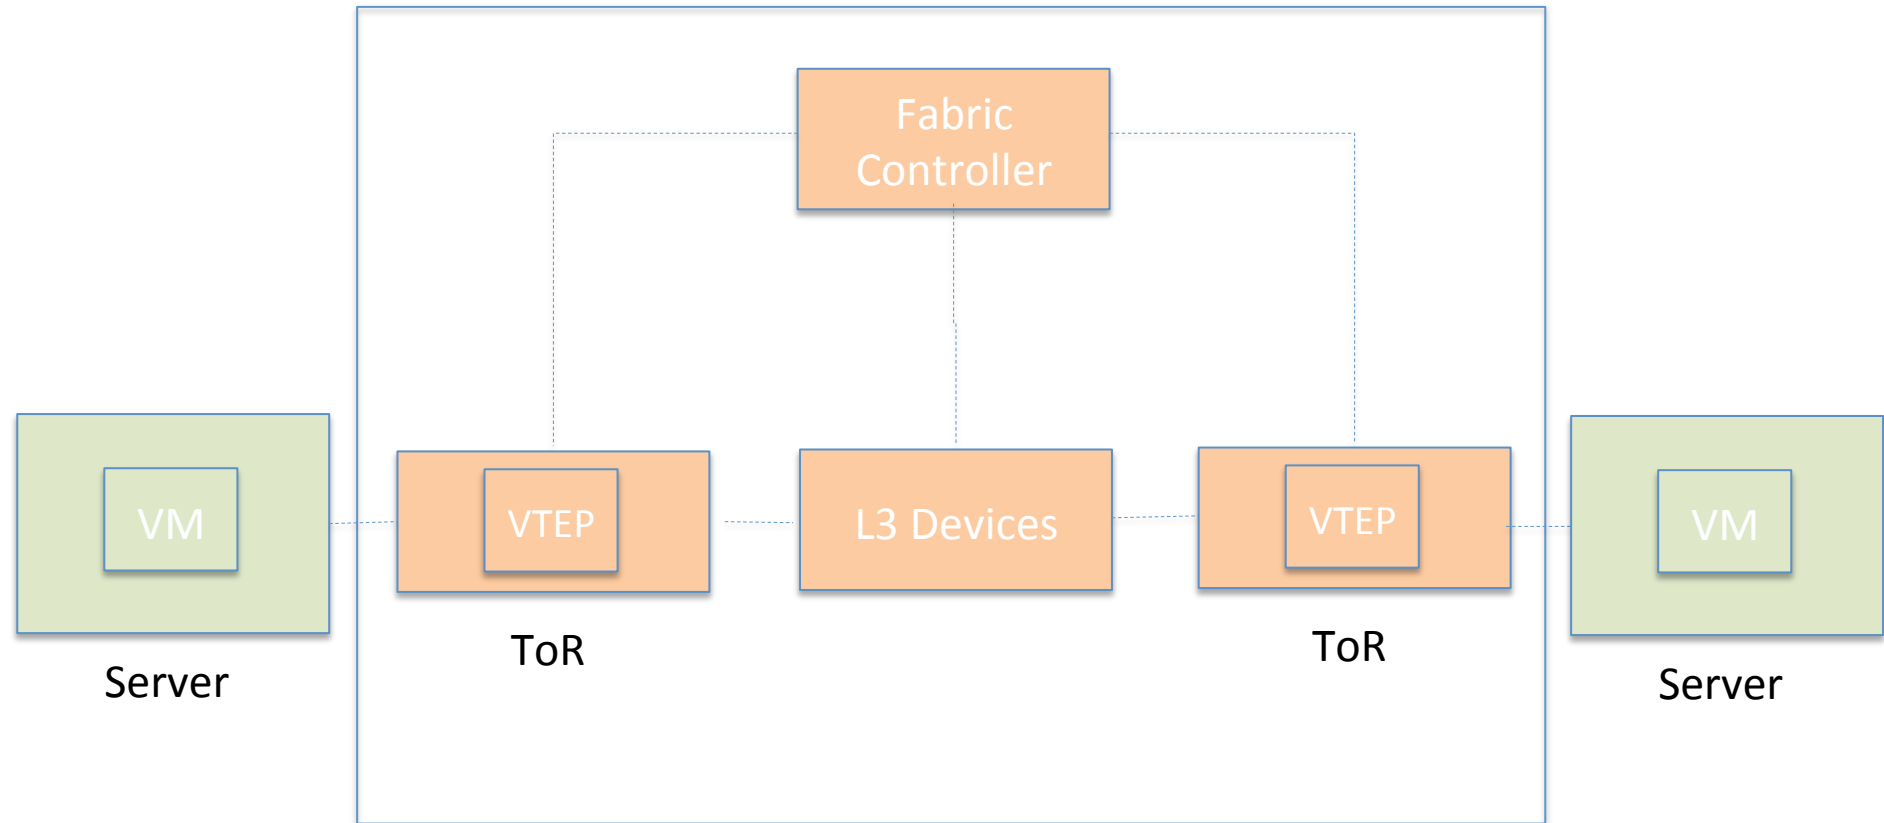 Fabric
Controller
VM
VTEP
L3 Devices
VTEP
VM
Server
ToR
ToR
Server